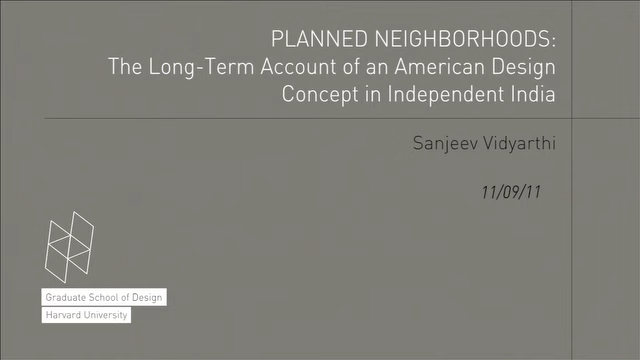 PLANNED NEIGHBORHOODS:
The Long-Term Account of an American Design
Concept in Independent India
Sanjeev Vidyarthi
11/09/11
Graduate School of Design
Harvard University